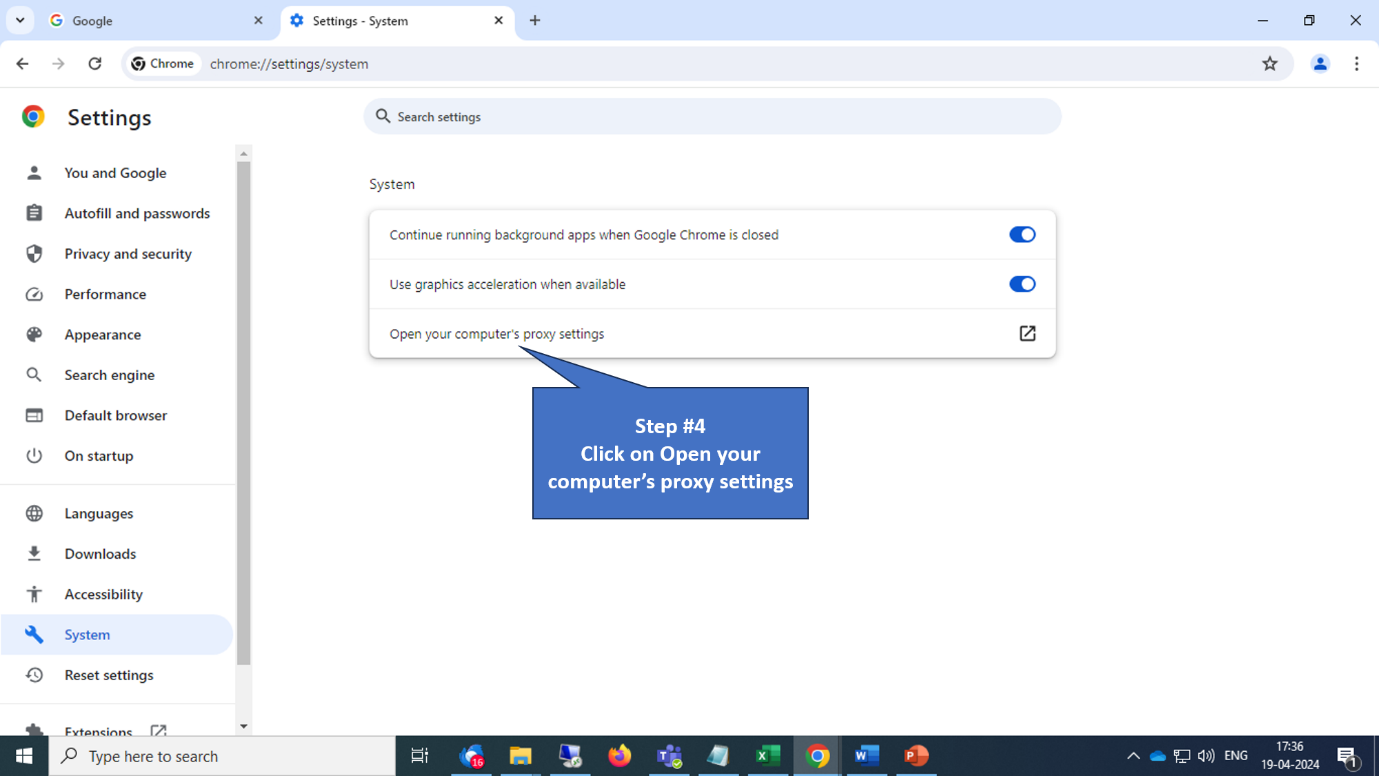 Google
Settings - System
Chrome
chrome://settings/system
Settings
Search settings
You and Google
Autofill and passwords
Privacy and security
Performance
Appearance
Search engine
Default browser
On startup
Languages
Downloads
Accessibility
System
Reset settings
Extensions
System
Continue running background apps when Google Chrome is closed
Use graphics acceleration when available
Open your computer's proxy settings
Step #4
Click on Open your
computer’s proxy settings
Type here to search
16
ENG
17:36
19-04-2024
1